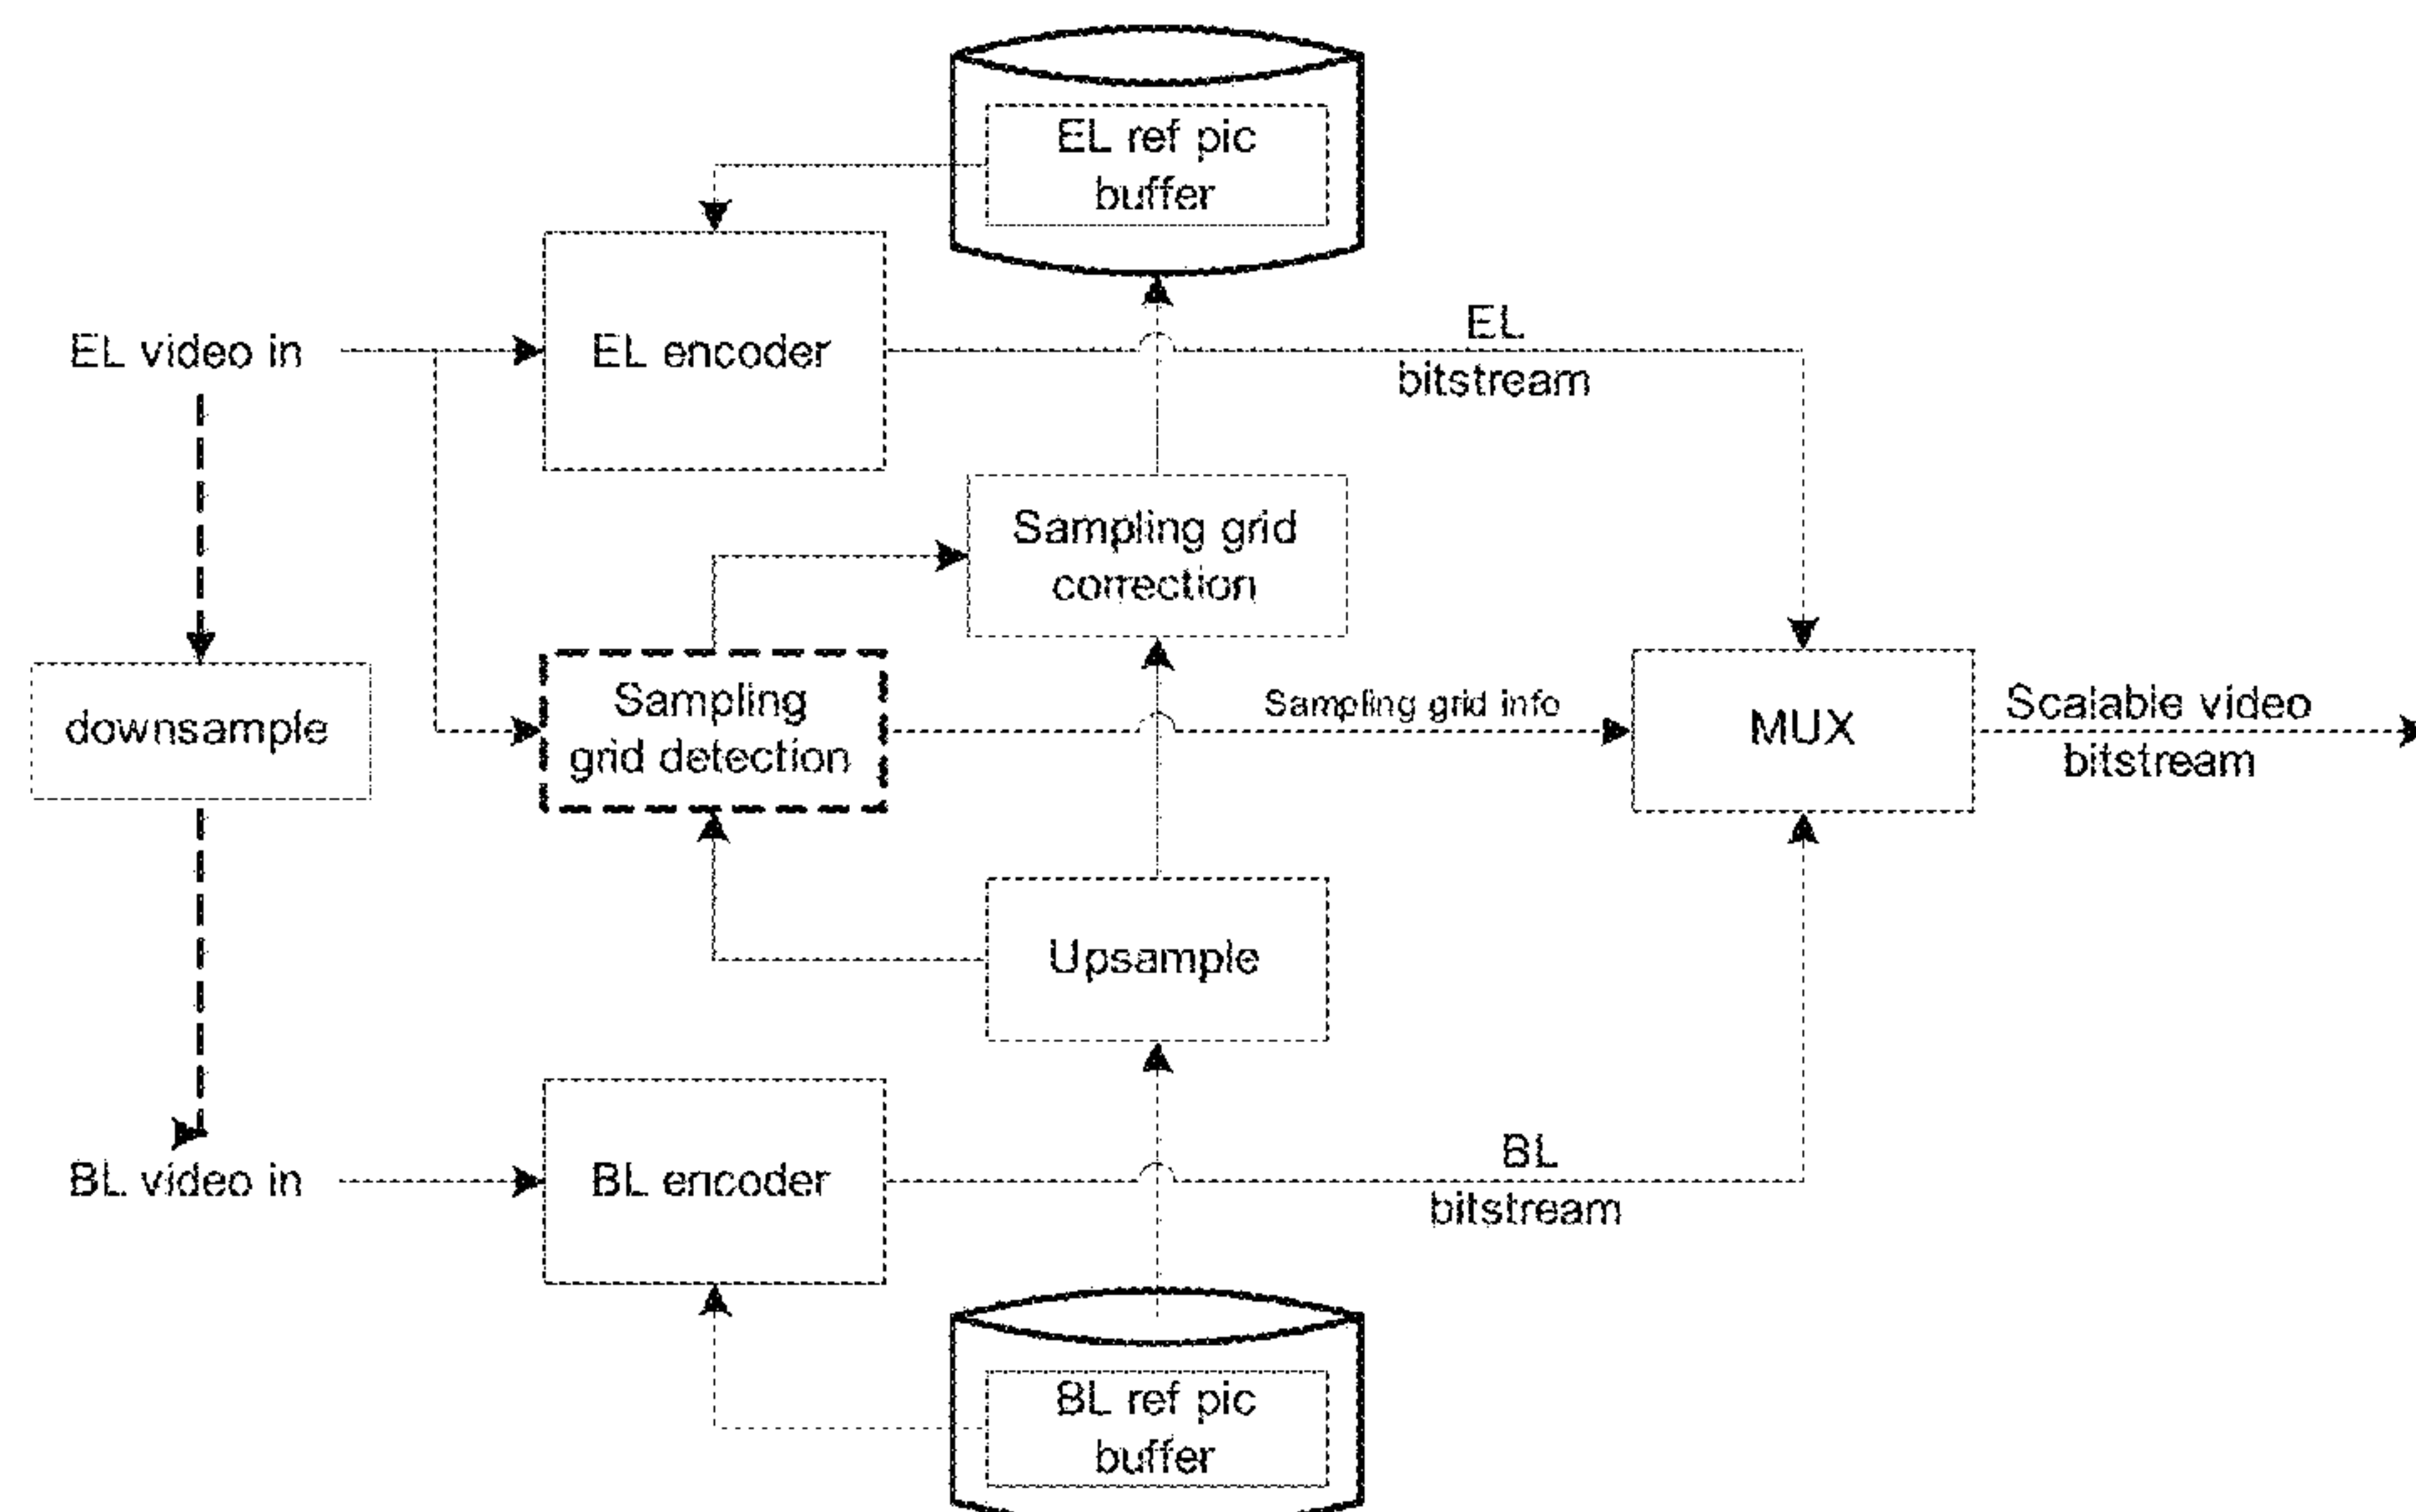 EL ref pic
buffer
EL video in
EL encoder
EL
bitstream
Sampling grid
correction
downsample
Sampling
grid detection
Sampling grid info
MUX
Scalable video
bitstream
Upsample
BL video in
BL encoder
BL
bitstream
BL ref pic
buffer